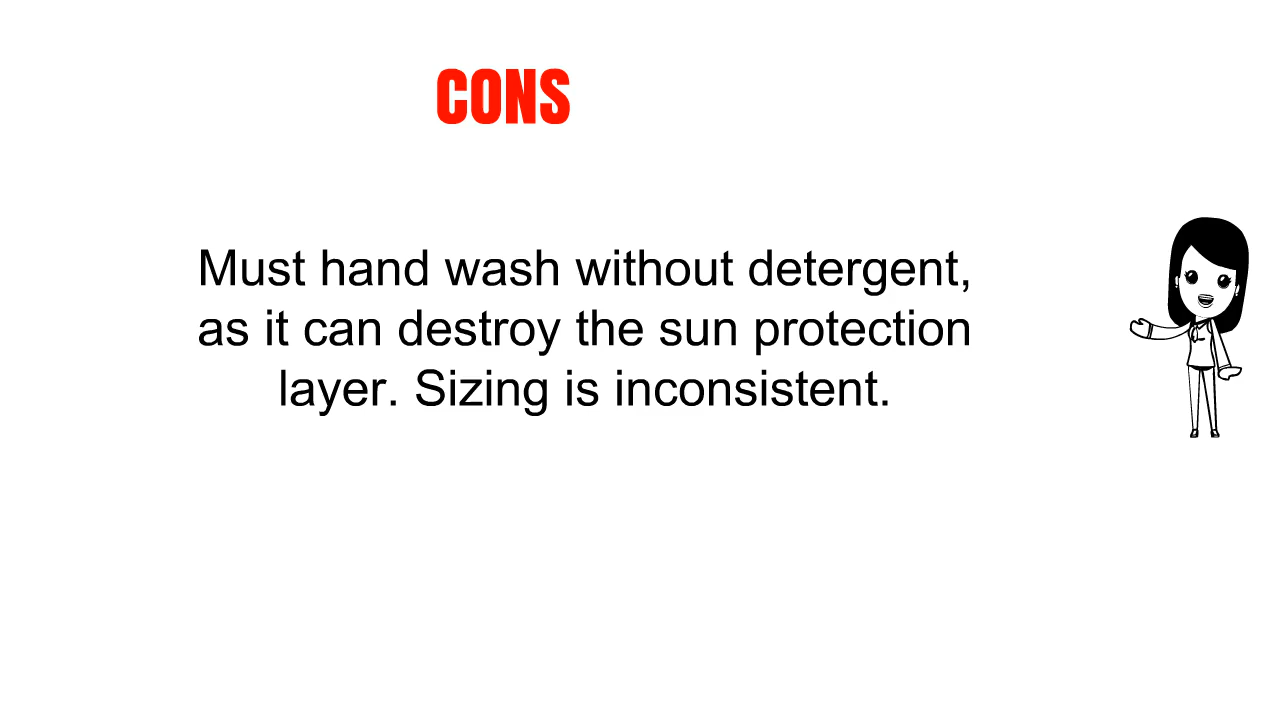 CONS
Must hand wash without detergent,
as it can destroy the sun protection
layer. Sizing is inconsistent.